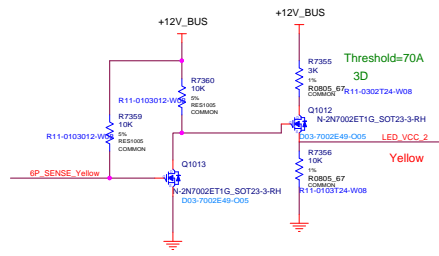 +12V_BUS
+12V_BUS
R7355
3K
1%
R0805_67
COMMON
R11-0302T24-W08
Threshold=70A
3D
R7360
10K
5%
RES1005
COMMON
R11-0103012-W08
R7359
10K
R11-0103012-W08
5%
RES1005
COMMON
Q1012
N-2N7002ET1G_SOT23-3-RH
D03-7002E49-O05
LED_VCC_2
Yellow
Q1013
6P_SENSE_Yellow
N-2N7002ET1G_SOT23-3-RH
D03-7002E49-O05
R7356
10K
1%
R0805_67
COMMON
R11-0103T24-W08